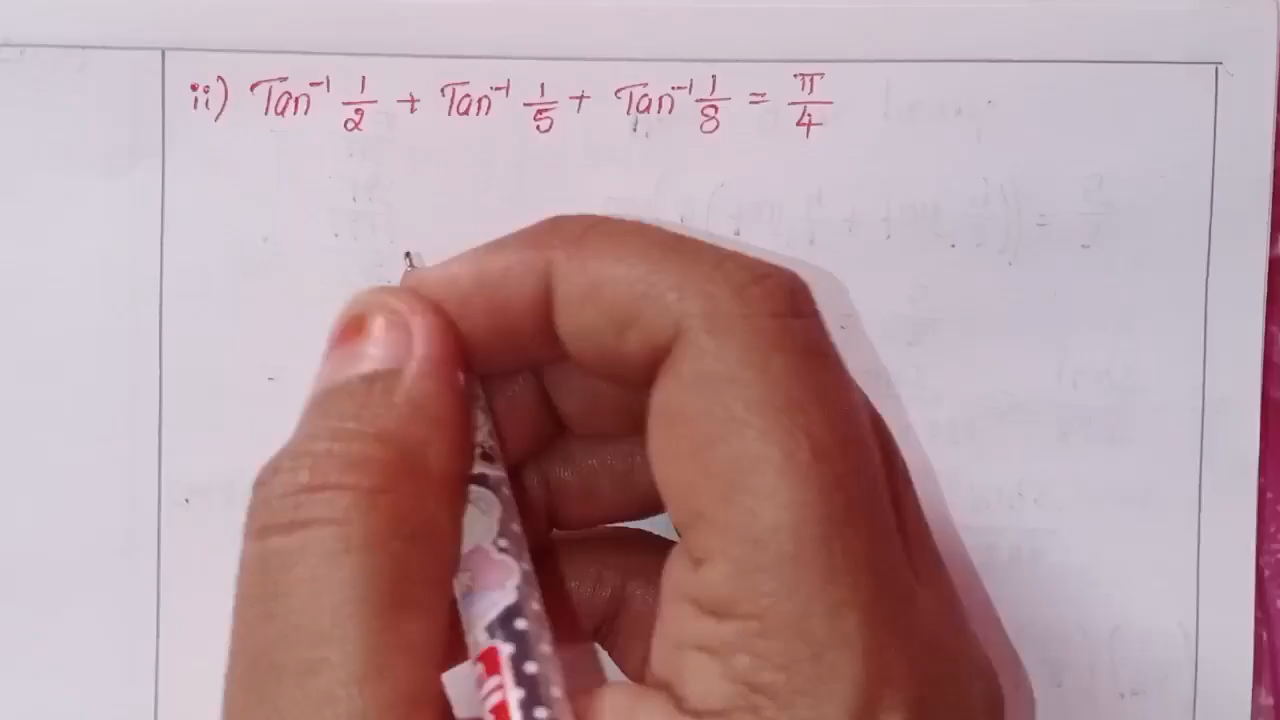 ii) Tan⁻¹ 1/2 + Tan⁻¹ 1/5 + Tan⁻¹ 1/8 = π/4